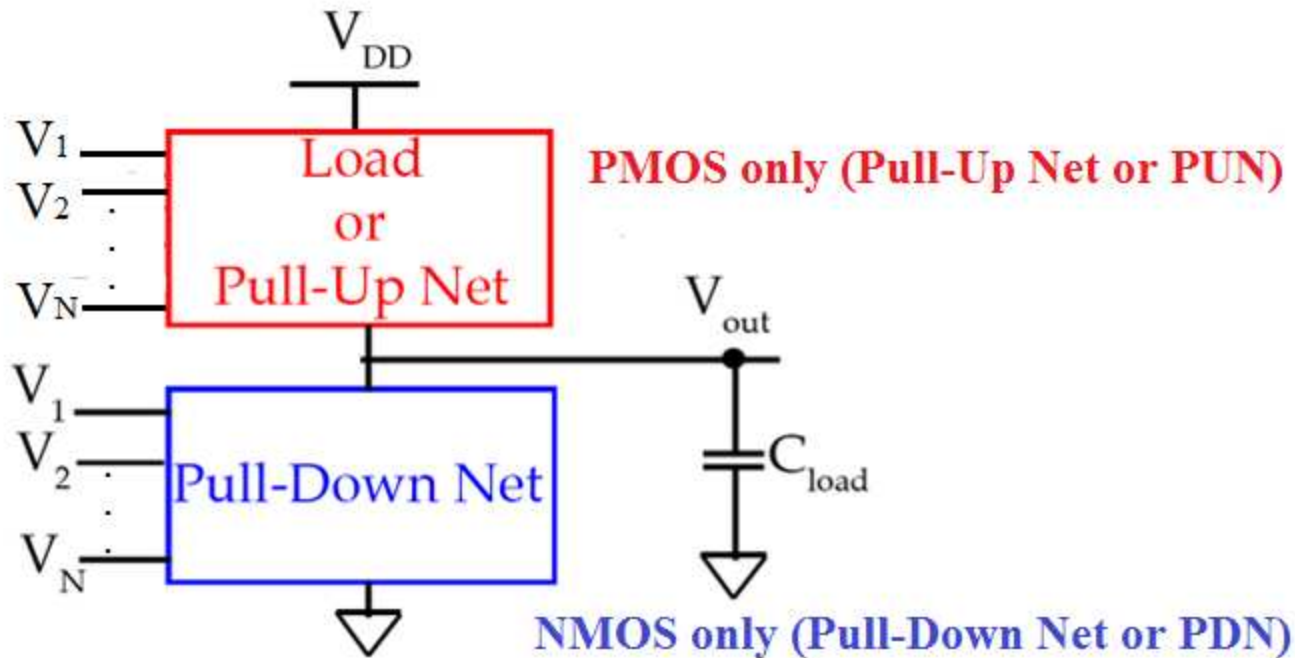 VDD
V1
V2
VN
Load
or
Pull-Up Net
PMOS only (Pull-Up Net or PUN)
Vout
V1
V2
VN
Pull-Down Net
Cload
NMOS only (Pull-Down Net or PDN)